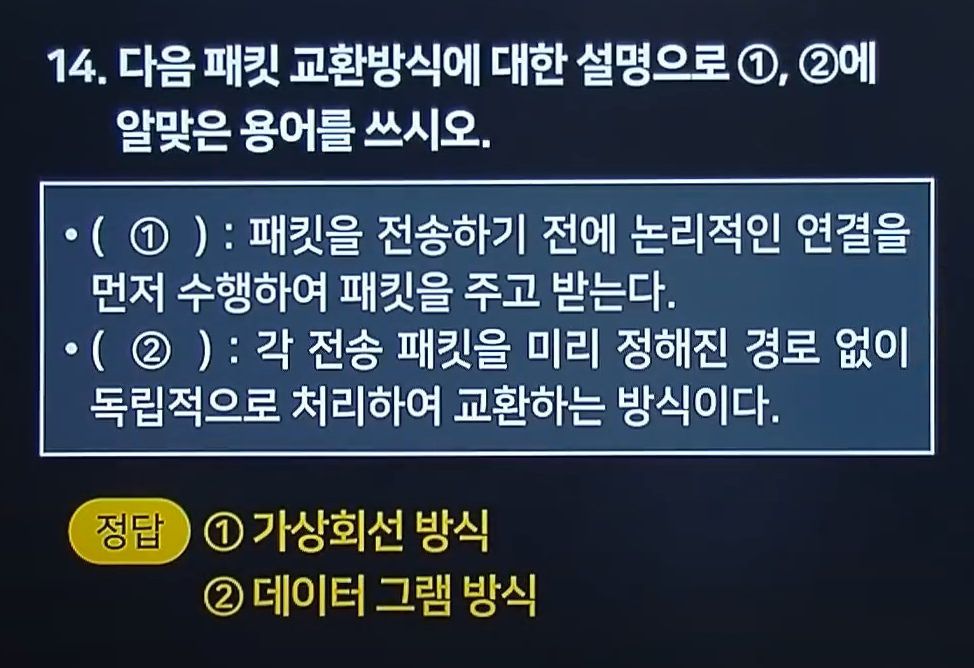 14. 다음 패킷 교환방식에 대한 설명으로 ①, ②에
알맞은 용어를 쓰시오.
• ( ① ) : 패킷을 전송하기 전에 논리적인 연결을
먼저 수행하여 패킷을 주고 받는다.
• ( ② ) : 각 전송 패킷을 미리 정해진 경로 없이
독립적으로 처리하여 교환하는 방식이다.
정답 ① 가상회선 방식
② 데이터 그램 방식